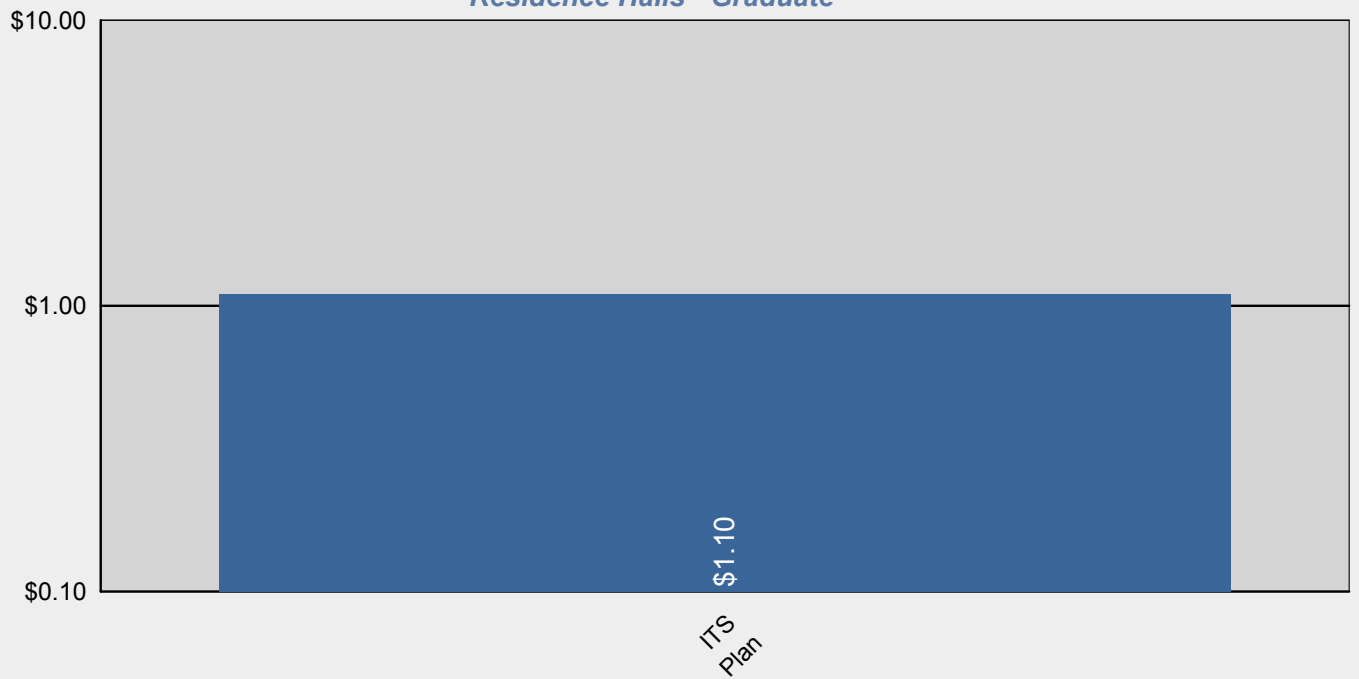 Residence Halls - Graduate
$10.00
$1.00
$0.10
$1.10
ITS
Plan